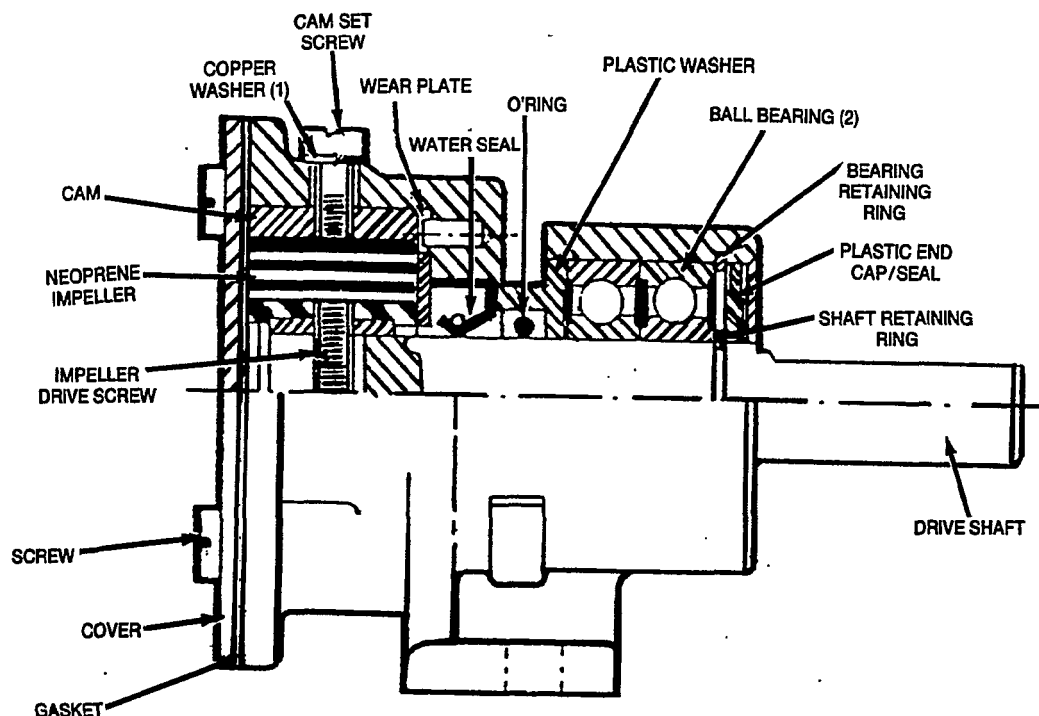 CAM SET
SCREW
COPPER
WASHER (1)
WEAR PLATE
WATER SEAL
O'RING
PLASTIC WASHER
BALL BEARING (2)
BEARING
RETAINING
RING
PLASTIC END
CAP/SEAL
SHAFT RETAINING
RING
DRIVE SHAFT
CAM
NEOPRENE
IMPELLER
IMPELLER
DRIVE SCREW
SCREW
COVER
GASKET